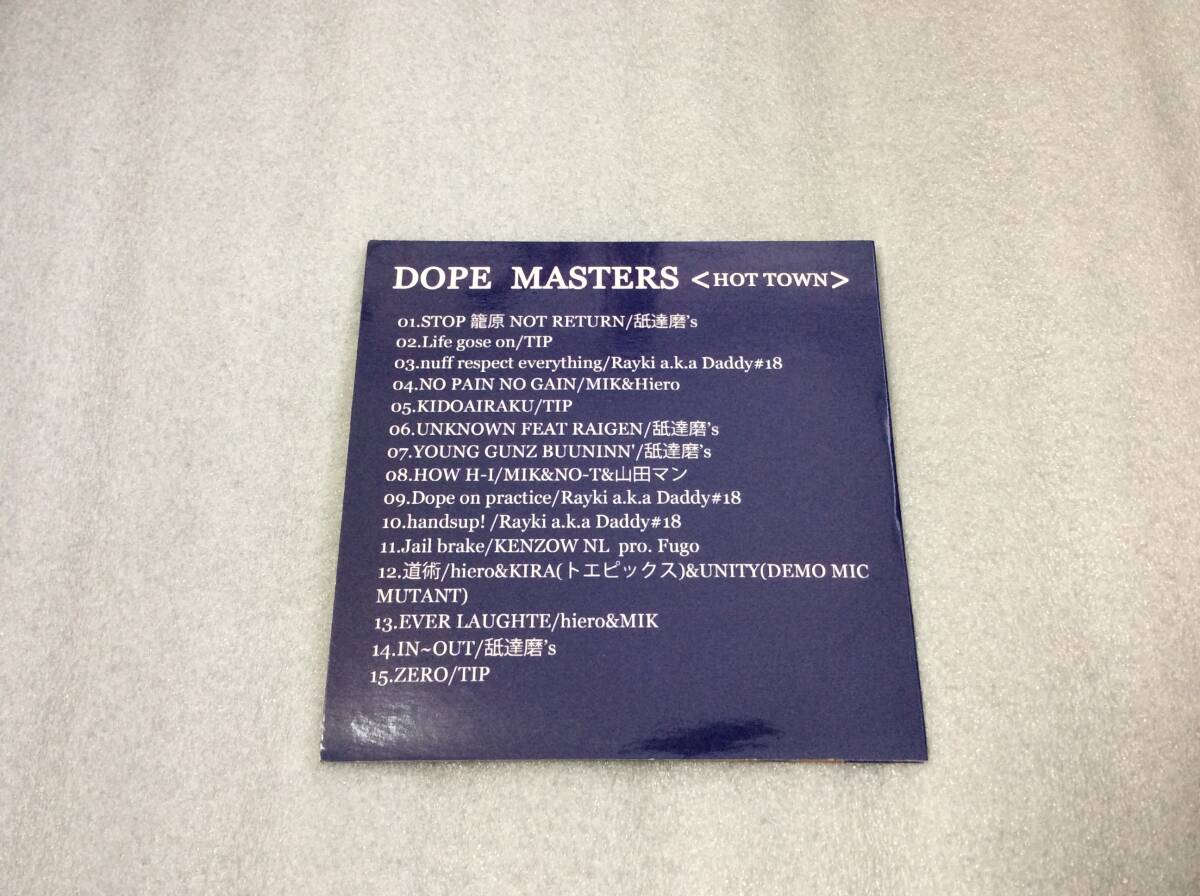 DOPE MASTERS <HOT TOWN>
01.STOP 籠原 NOT RETURN/舐達磨's
02.Life gose on/TIP
03.nuff respect everything/Rayki a.k.a Daddy#18
04.NO PAIN NO GAIN/MIK&Hiero
05.KIDOAIRAKU/TIP
06.UNKNOWN FEAT RAIGEN/舐達磨's
07.YOUNG GUNZ BUUNINN'/舐達磨's
08.HOW H-I/MIK&NO-T&山田マン
09.Dope on practice/Rayki a.k.a Daddy#18
10.handsup! /Rayki a.k.a Daddy#18
11.Jail brake/KENZOW NL pro. Fugo
12.道術/hiero&KIRA(トエピックス)&UNITY(DEMO MIC
MUTANT)
13.EVER LAUGHTE/hiero&MIK
14.IN~OUT/舐達磨's
15.ZERO/TIP